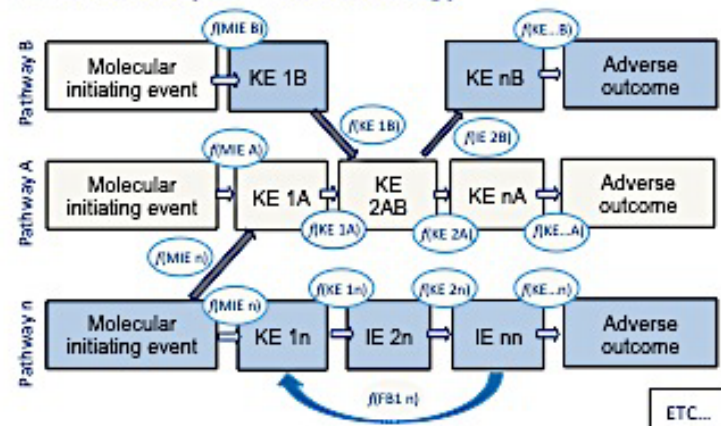 Pathway B
f(MIE B)
f(KE...B)
Molecular
initiating event
KE 1B
KE nB
Adverse
outcome
f(KE 1B)
f(IE 2B)
Pathway A
f(MIE A)
Molecular
initiating event
KE 1A
KE
2AB
KE nA
Adverse
outcome
f(KE 1A)
f(KE 2A)
f(KE...A)
f(MIE n)
Pathway n
f(MIE n)
f(KE 1n)
f(KE 2n)
f(KE...n)
Molecular
initiating event
KE 1n
IE 2n
IE nn
Adverse
outcome
f(FB1 n)
ETC...